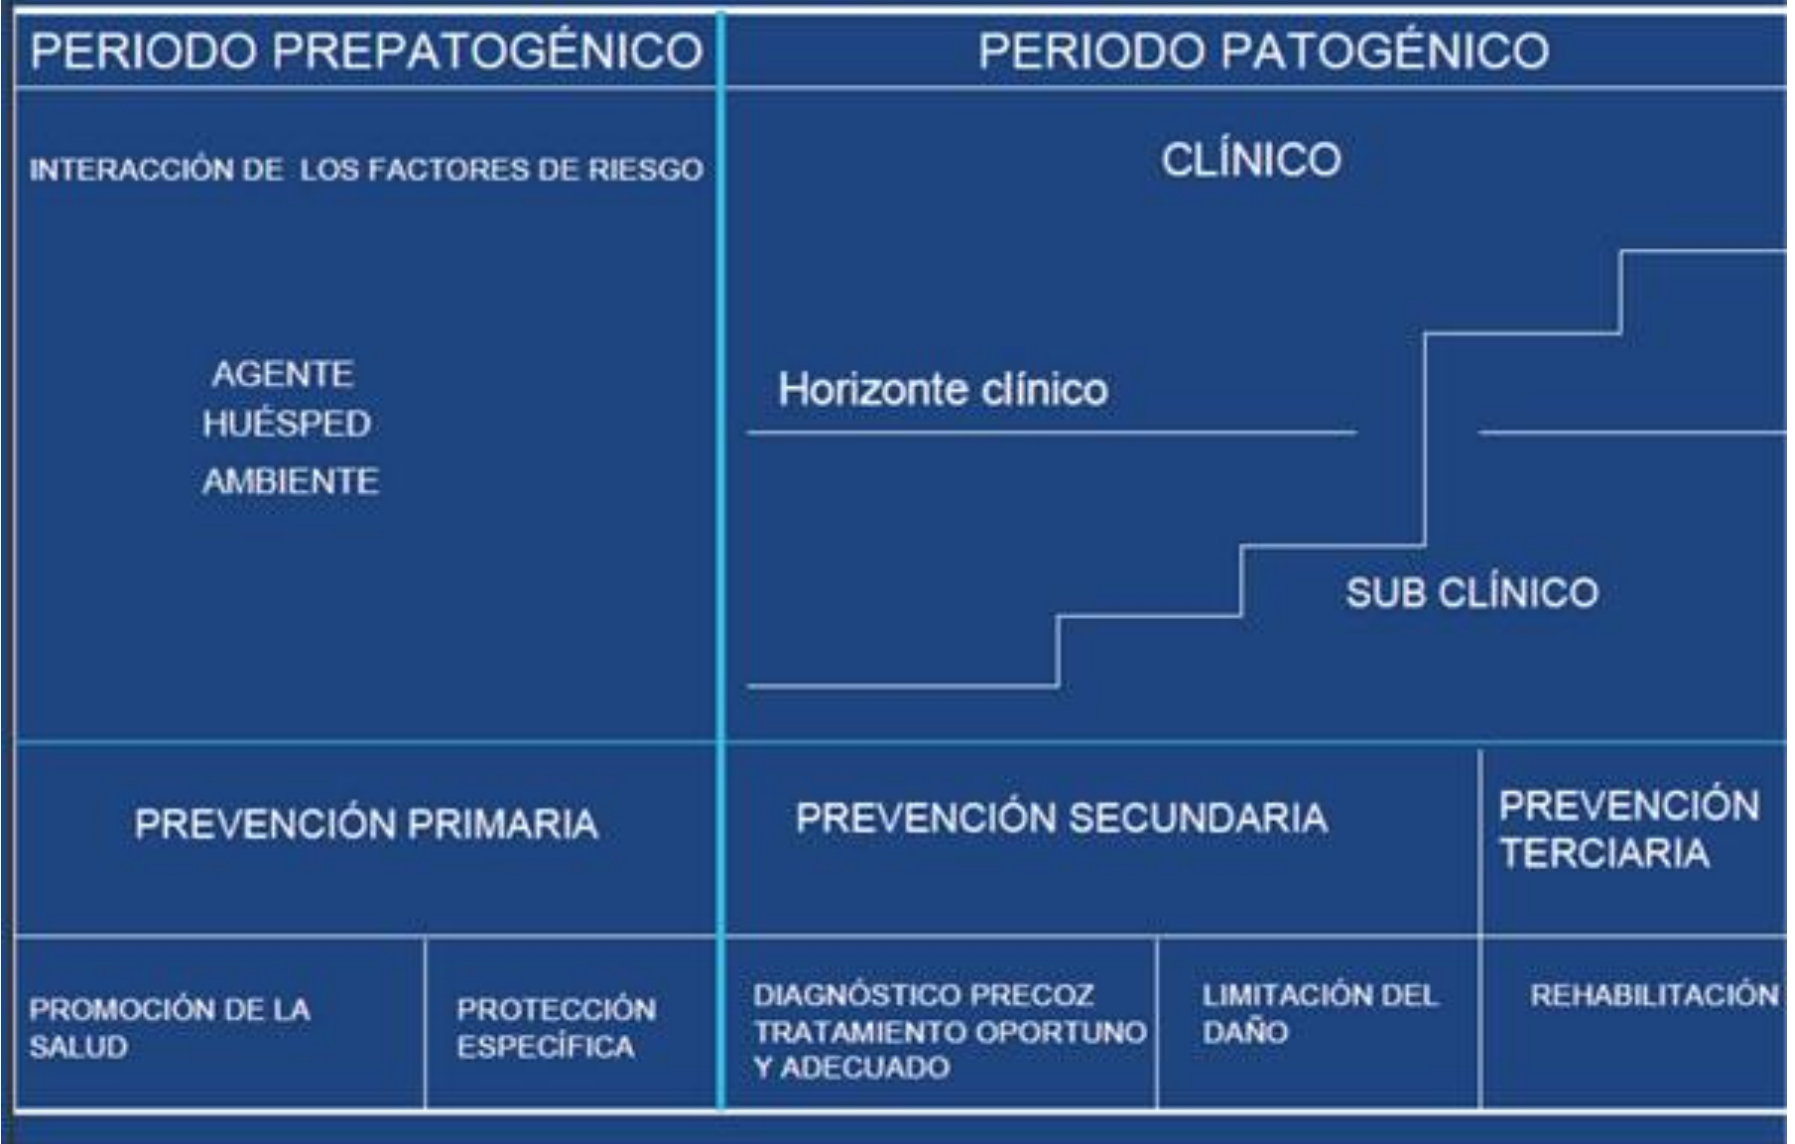 PERIODO PREPATOGÉNICO
PERIODO PATOGÉNICO
INTERACCIÓN DE LOS FACTORES DE RIESGO
CLÍNICO
AGENTE
HUÉSPED
AMBIENTE
Horizonte clínico
SUB CLÍNICO
PREVENCIÓN PRIMARIA
PREVENCIÓN SECUNDARIA
PREVENCIÓN
TERCIARIA
PROMOCIÓN DE LA
SALUD
PROTECCIÓN
ESPECÍFICA
DIAGNÓSTICO PRECOZ
TRATAMIENTO OPORTUNO
Y ADECUADO
LIMITACIÓN DEL
DAÑO
REHABILITACIÓN